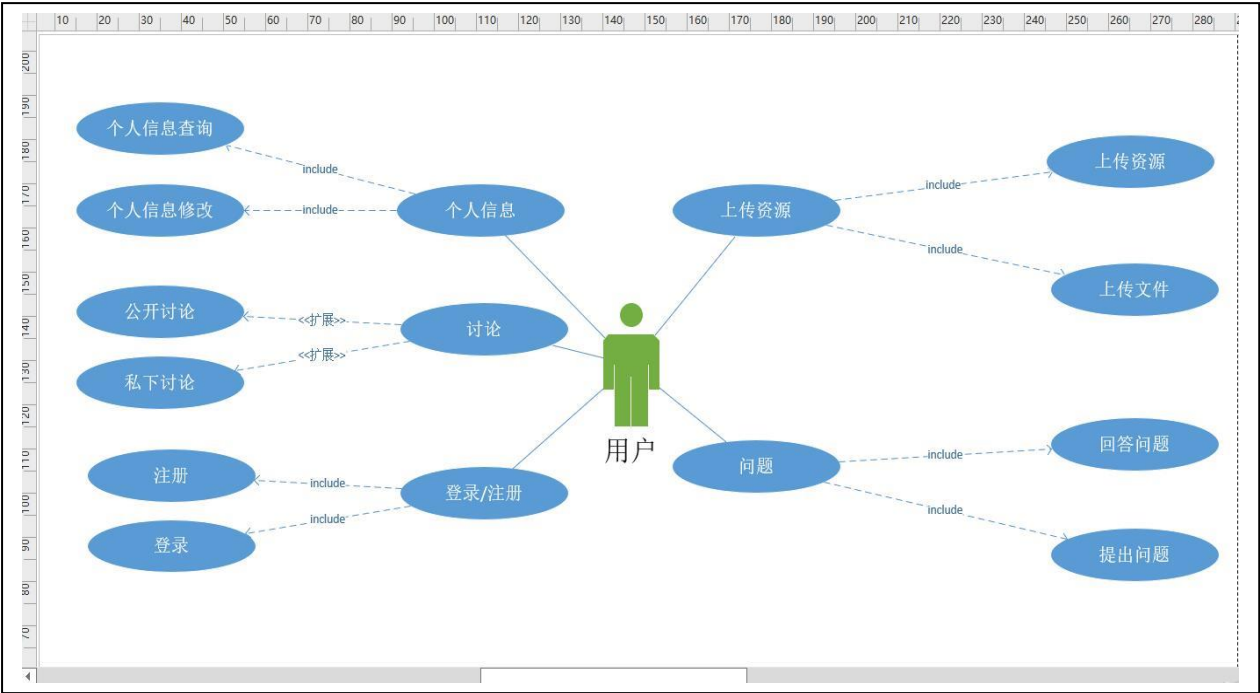 10 20 30 40 50 60 70 80 90 100 110 120 130 140 150 160 170 180 190 200 210 220 230 240 250 260 270 280
200
190
180
170
160
150
140
130
120
110
100
90
80
70
个人信息查询
include
个人信息修改
include
个人信息
公开讨论
<<扩展>>
讨论
<<扩展>>
私下讨论
注册
include
登录/注册
include
登录
用户
上传资源
include
上传资源
include
上传文件
问题
include
回答问题
include
提出问题